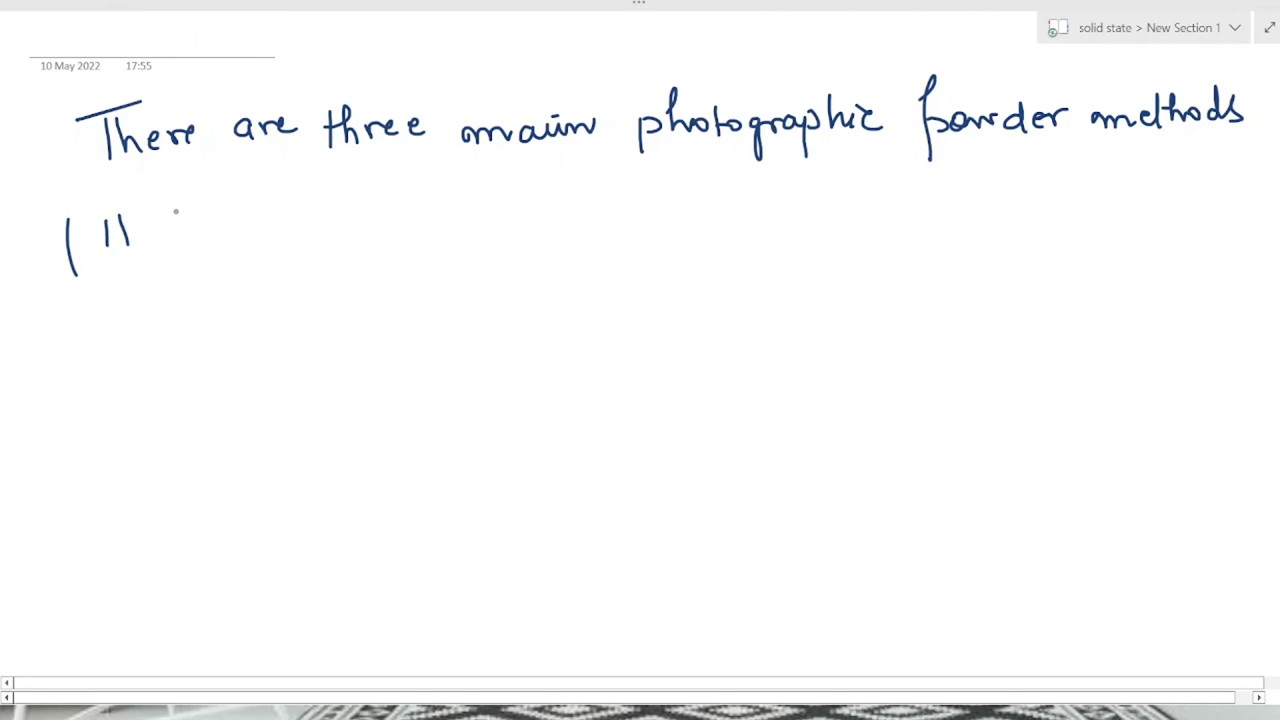 solid state > New Section 1
10 May 2022 17:55
There are three main photographic powder methods
(1)